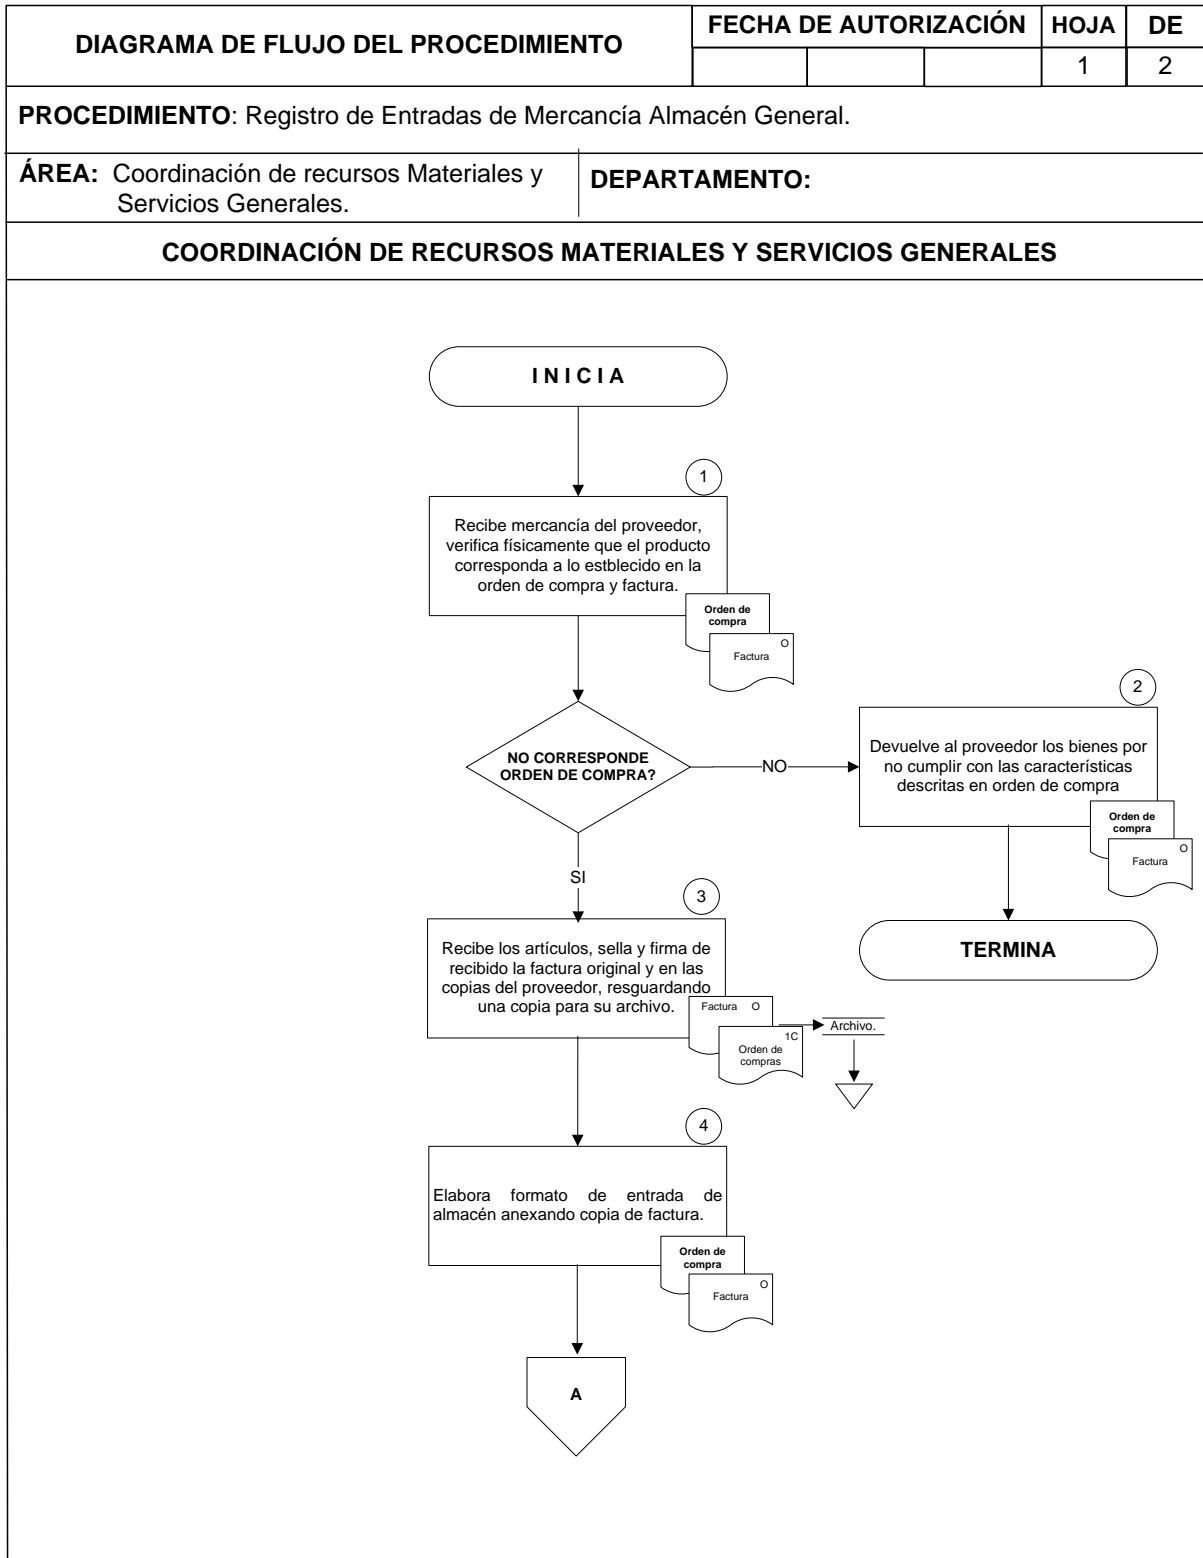 DIAGRAMA DE FLUJO DEL PROCEDIMIENTO
FECHA DE AUTORIZACIÓN
HOJA
DE
1
2
PROCEDIMIENTO: Registro de Entradas de Mercancía Almacén General.
ÁREA: Coordinación de recursos Materiales y
Servicios Generales.
DEPARTAMENTO:
COORDINACIÓN DE RECURSOS MATERIALES Y SERVICIOS GENERALES
I N I C I A
1
Recibe mercancía del proveedor,
verifica físicamente que el producto
corresponda a lo estblecido en la
orden de compra y factura.
Orden de
compra
O
Factura
NO CORRESPONDE
ORDEN DE COMPRA?
NO
2
Devuelve al proveedor los bienes por
no cumplir con las características
descritas en orden de compra
Orden de
compra
O
Factura
TERMINA
SI
3
Recibe los artículos, sella y firma de
recibido la factura original y en las
copias del proveedor, resguardando
una copia para su archivo.
Factura O
1C
Orden de
compras
Archivo.
4
Elabora formato de entrada de
almacén anexando copia de factura.
Orden de
compra
O
Factura
A